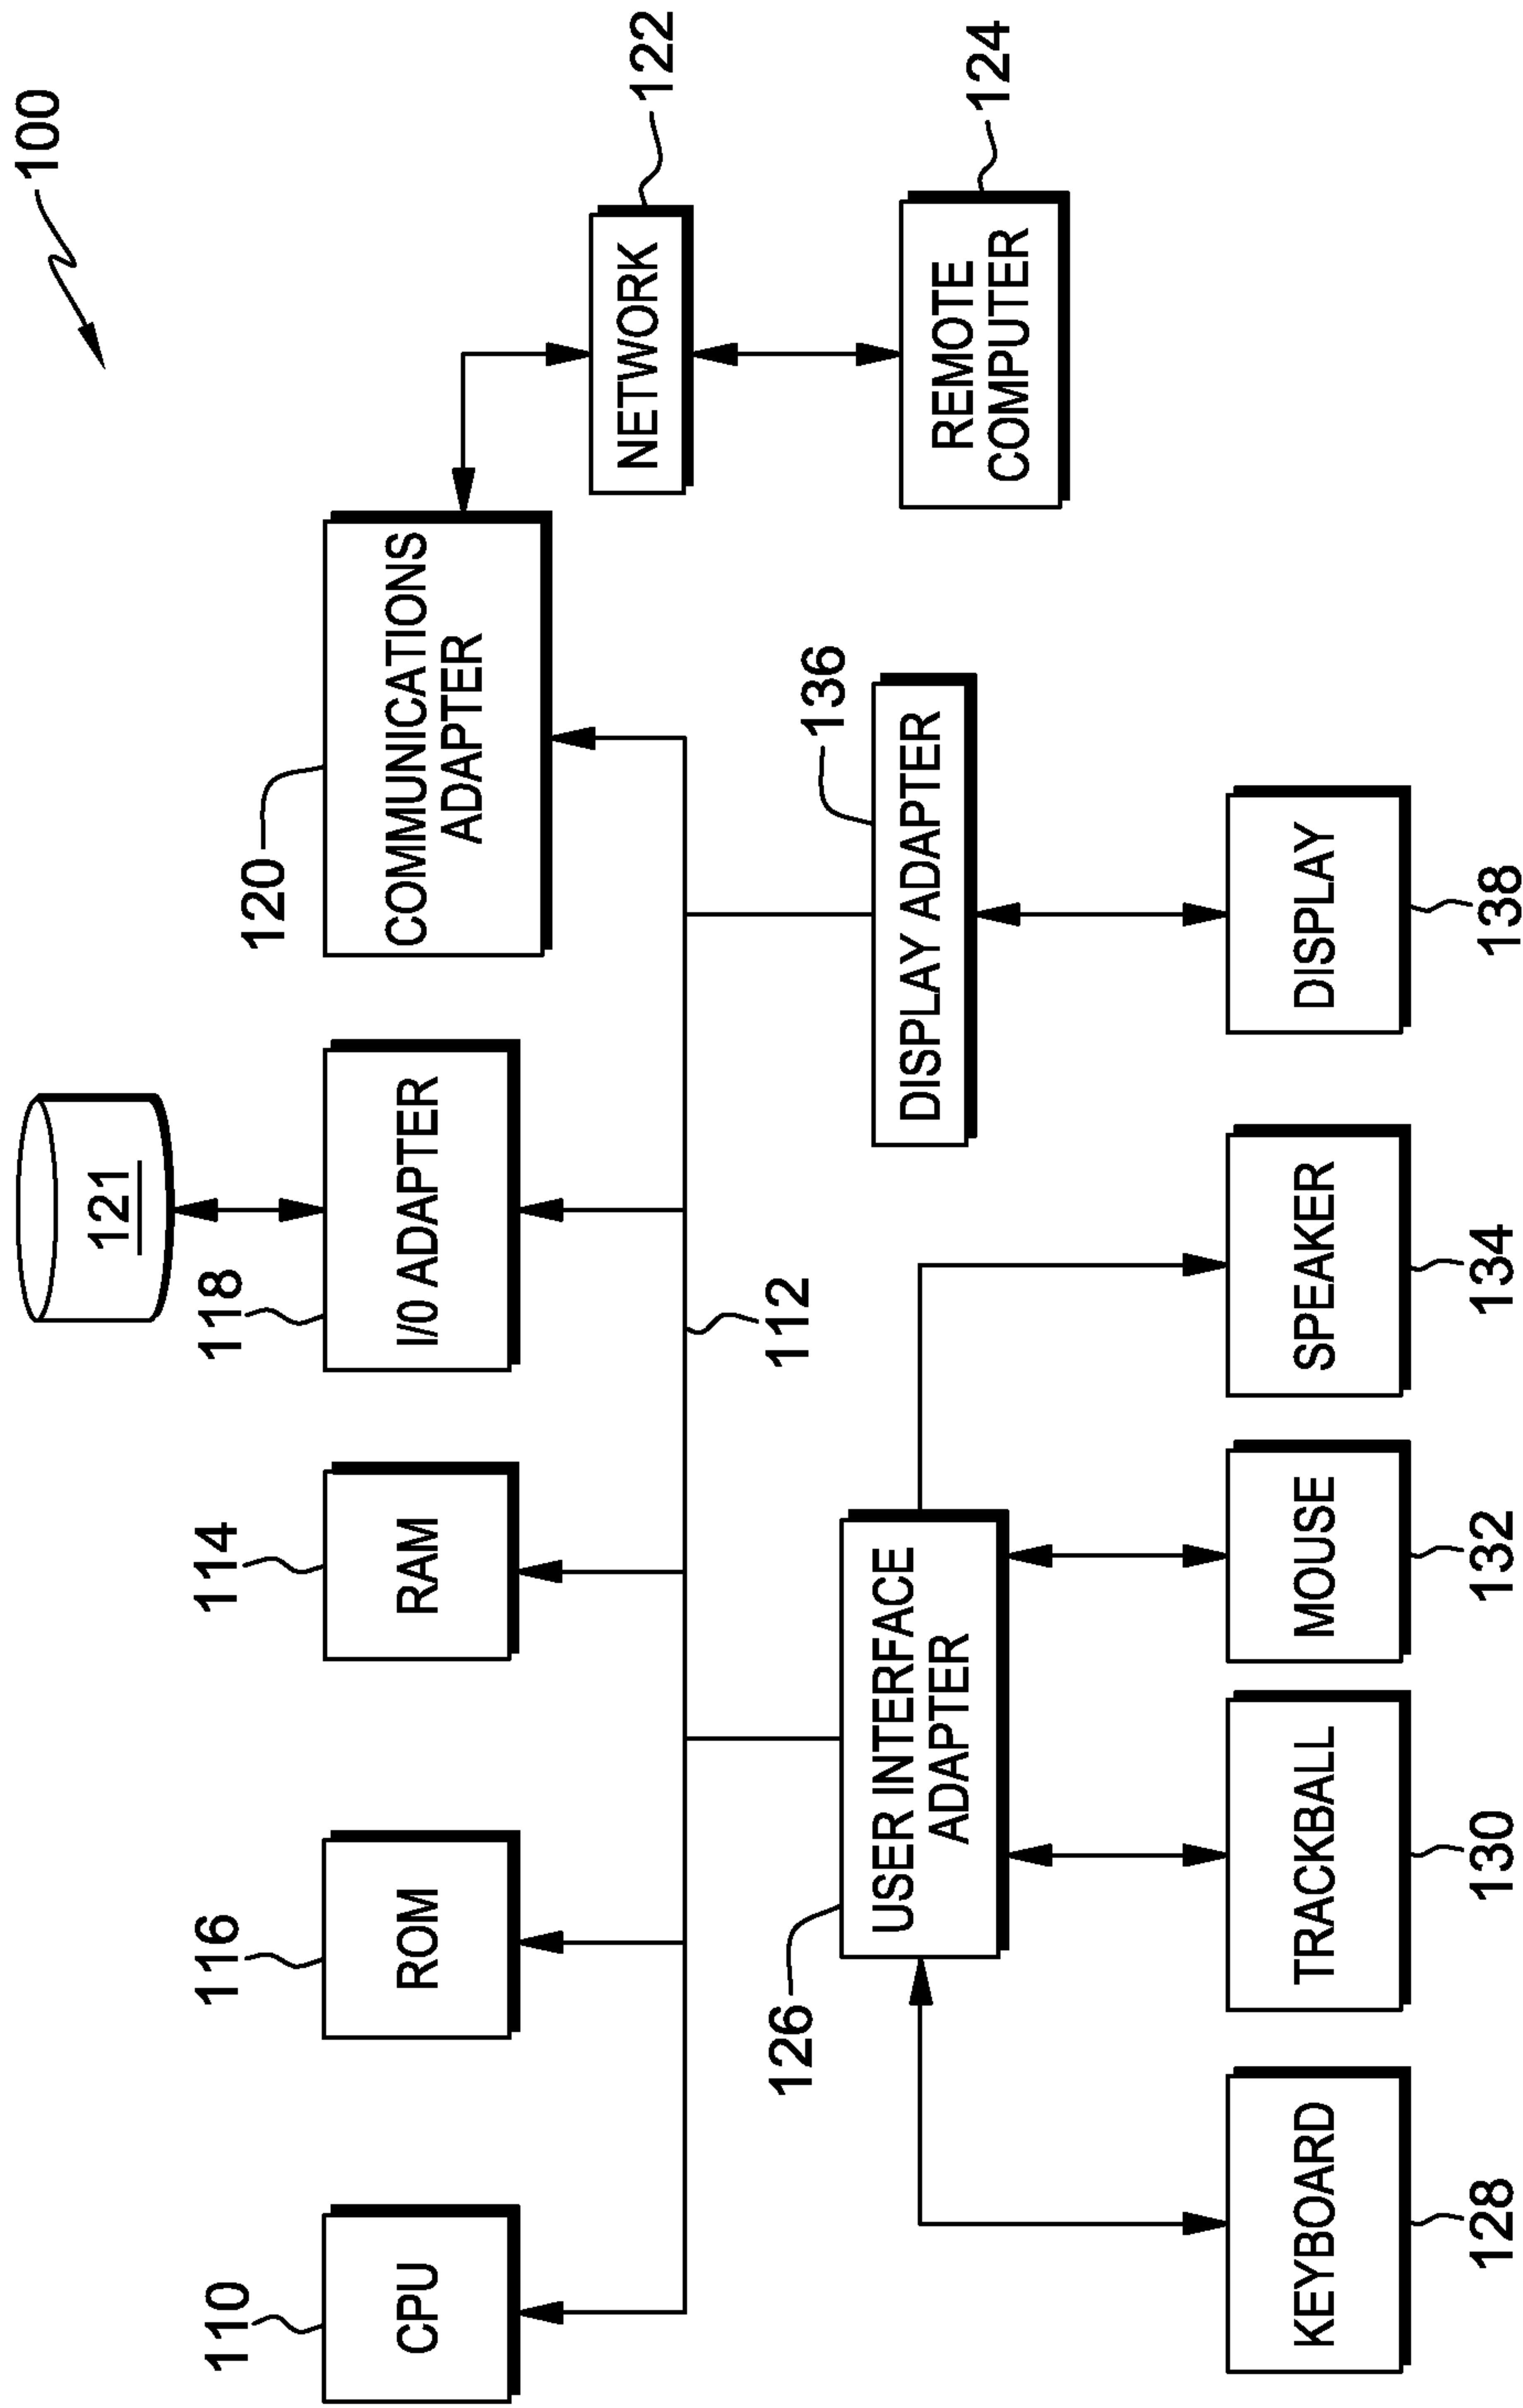 100
121
110
116
114
118
120
CPU
ROM
RAM
I/0 ADAPTER
COMMUNICATIONS
ADAPTER
122
NETWORK
112
126
136
USER INTERFACE
ADAPTER
DISPLAY ADAPTER
124
REMOTE
COMPUTER
KEYBOARD
TRACKBALL
MOUSE
SPEAKER
DISPLAY
128
130
132
134
138